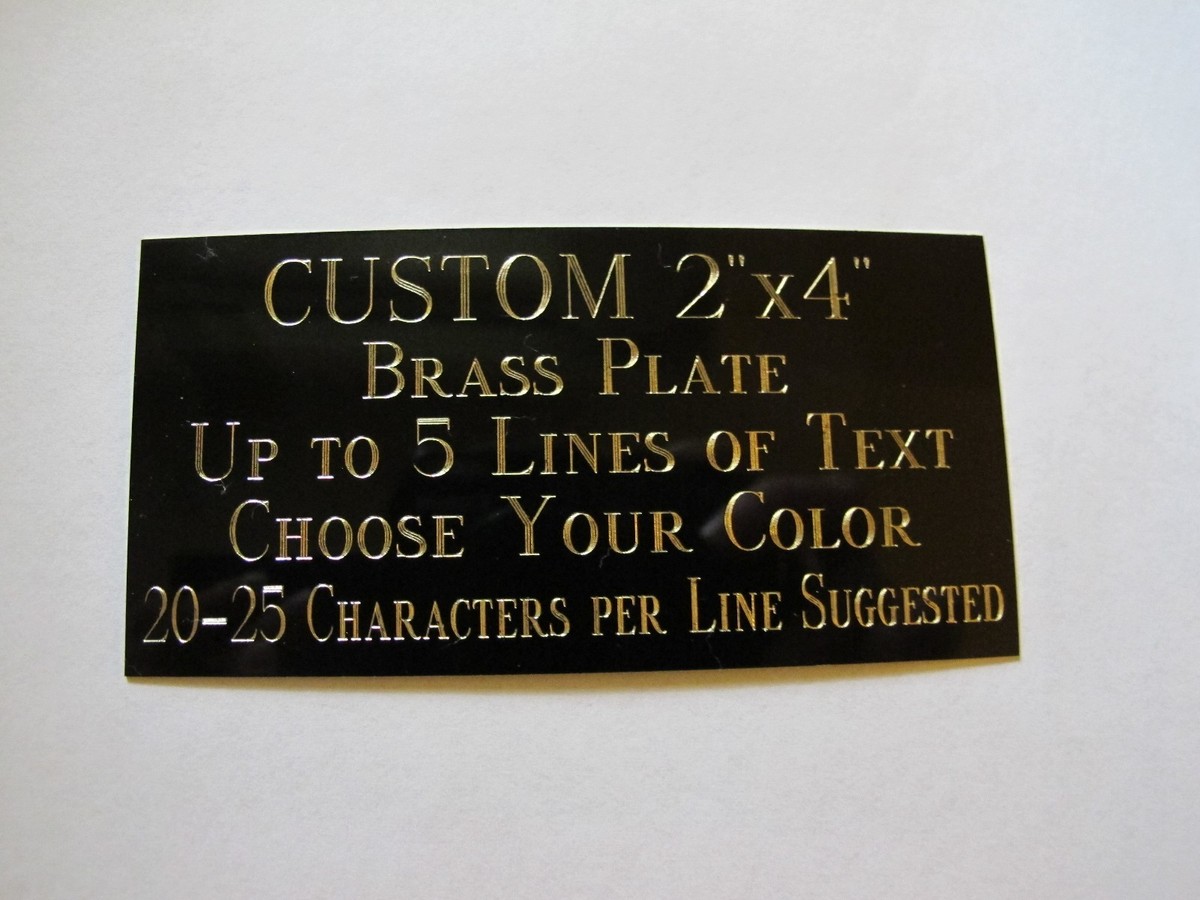 CUSTOM 2"x4"
BRASS PLATE
UP TO 5 LINES OF TEXT
CHOOSE YOUR COLOR
20-25 CHARACTERS PER LINE SUGGESTED